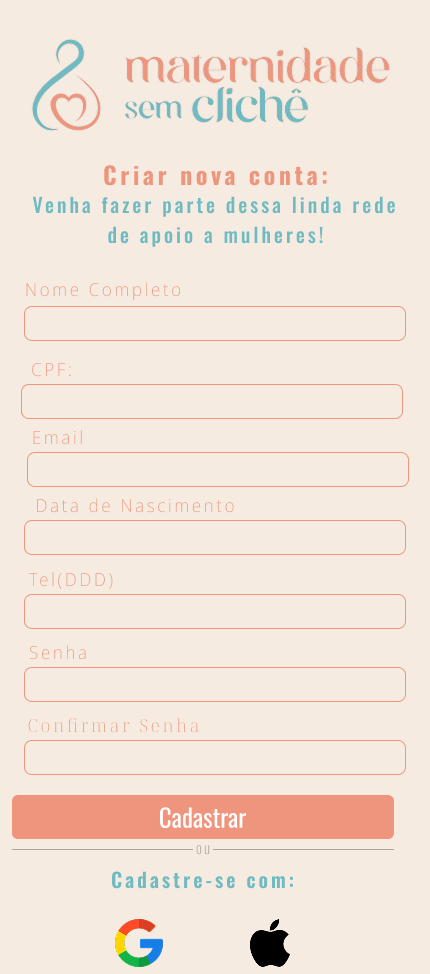 maternidade
sem clichê
Criar nova conta:
Venha fazer parte dessa linda rede
de apoio a mulheres!
Nome Completo
CPF:
Email
Data de Nascimento
Tel(DDD)
Senha
Confirmar Senha
Cadastrar
OU
Cadastre-se com: